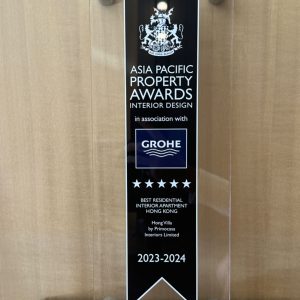 ASIA PACIFIC
PROPERTY
AWARDS
INTERIOR DESIGN
in association with
GROHE
BEST RESIDENTIAL
INTERIOR APARTMENT
HONG KONG
Hong Villa
by Primocasa
Interiors Limited
2023-2024